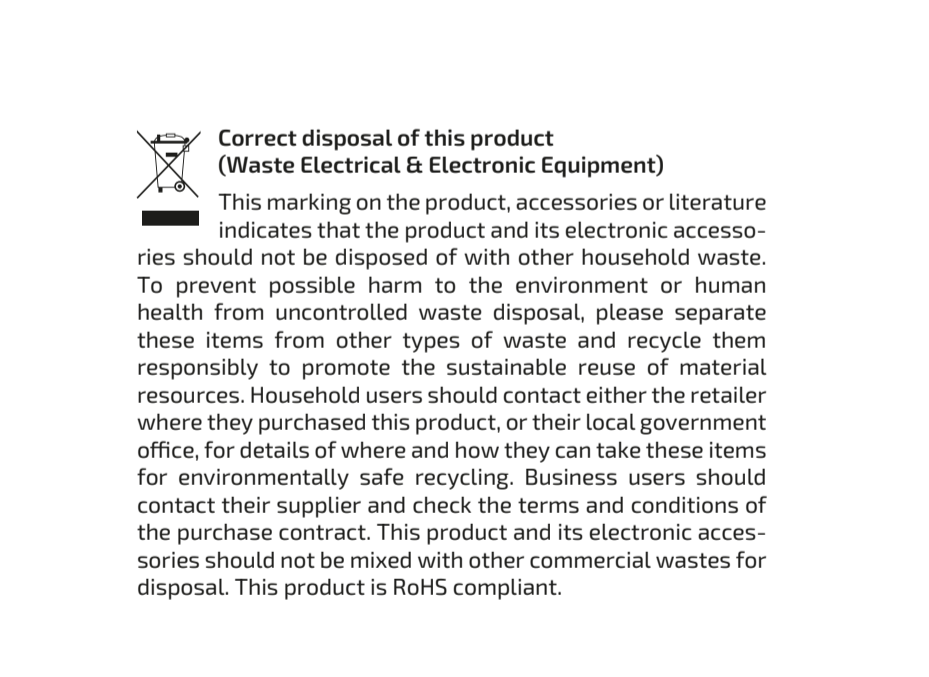 Correct disposal of this product
(Waste Electrical & Electronic Equipment)
This marking on the product, accessories or literature
indicates that the product and its electronic accesso-
ries should not be disposed of with other household waste.
To prevent possible harm to the environment or human
health from uncontrolled waste disposal, please separate
these items from other types of waste and recycle them
responsibly to promote the sustainable reuse of material
resources. Household users should contact either the retailer
where they purchased this product, or their local government
office, for details of where and how they can take these items
for environmentally safe recycling. Business users should
contact their supplier and check the terms and conditions of
the purchase contract. This product and its electronic acces-
sories should not be mixed with other commercial wastes for
disposal. This product is RoHS compliant.